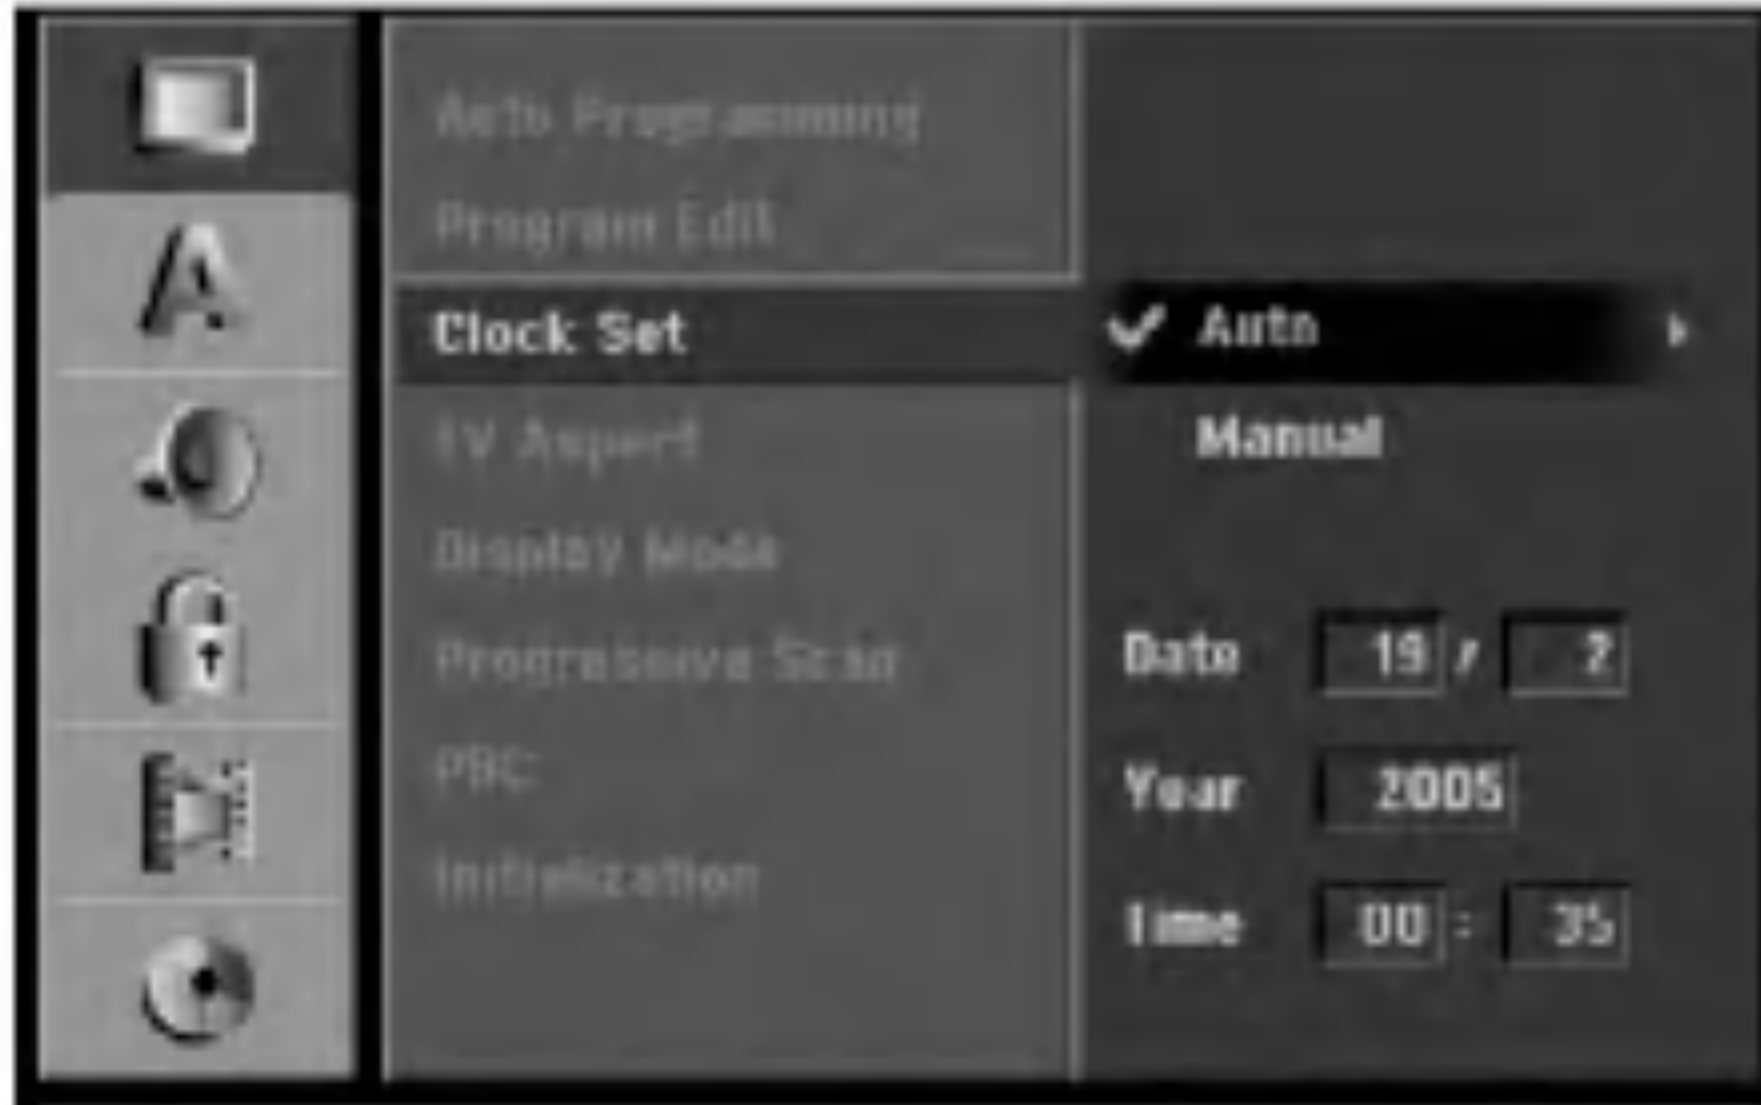 Auto Programming
Program Edit
Clock Set
Auto
Manual
TV Aspect
Display Mode
Progressive Scan
PBC
Initialization
Date 19 / 2
Year 2005
Time 00 : 35